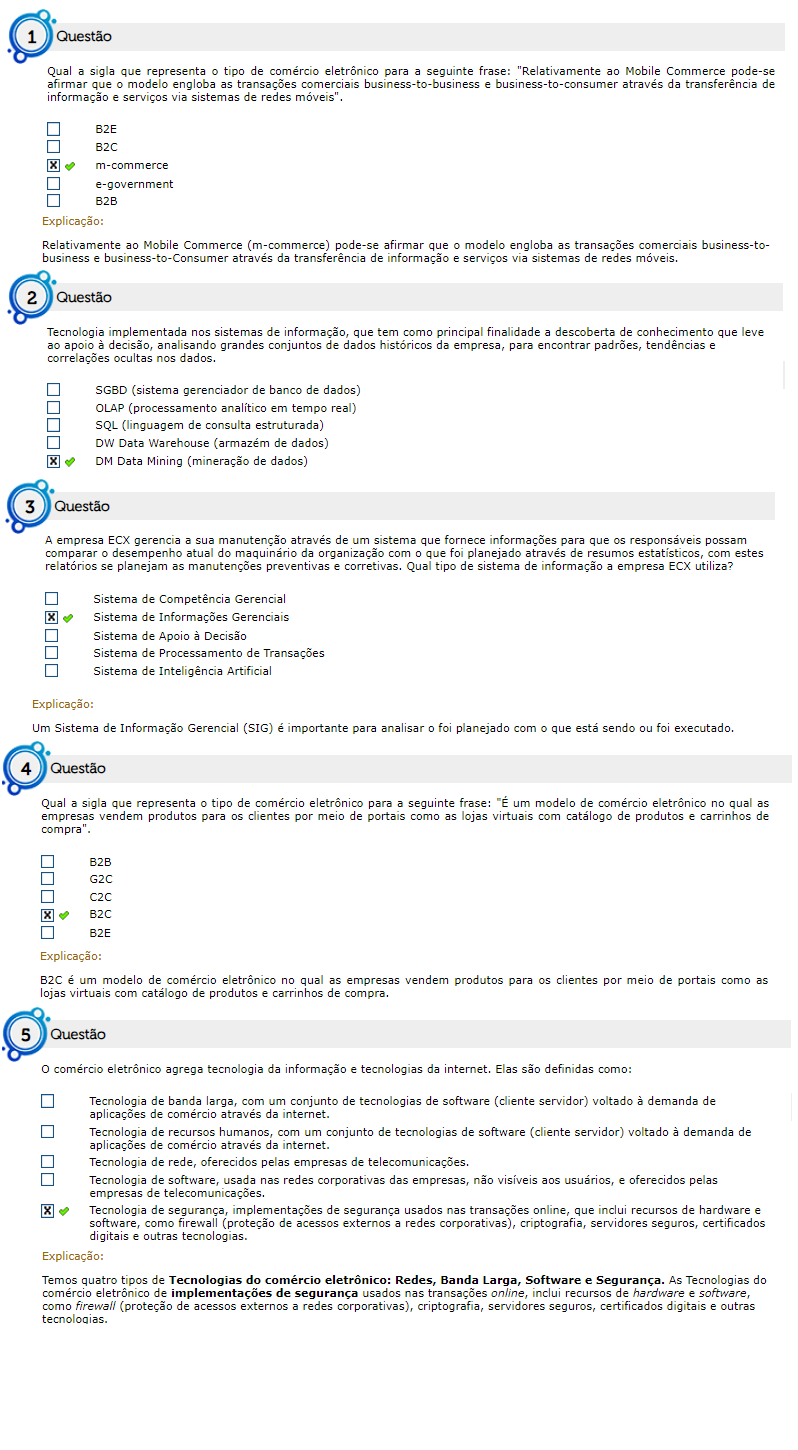 1 Questão
Qual a sigla que representa o tipo de comércio eletrônico para a seguinte frase: "Relativamente ao Mobile Commerce pode-se
afirmar que o modelo engloba as transações comerciais business-to-business e business-to-consumer através da transferência de
informação e serviços via sistemas de redes móveis".
B2E
B2C
m-commerce
e-government
B2B
Explicação:
Relativamente ao Mobile Commerce (m-commerce) pode-se afirmar que o modelo engloba as transações comerciais business-to-
business e business-to-Consumer através da transferência de informação e serviços via sistemas de redes móveis.
2 Questão
Tecnologia implementada nos sistemas de informação, que tem como principal finalidade a descoberta de conhecimento que leve
ao apoio à decisão, analisando grandes conjuntos de dados históricos da empresa, para encontrar padrões, tendências e
correlações ocultas nos dados.
SGBD (sistema gerenciador de banco de dados)
OLAP (processamento analítico em tempo real)
SQL (linguagem de consulta estruturada)
DW Data Warehouse (armazém de dados)
DM Data Mining (mineração de dados)
3 Questão
A empresa ECX gerencia a sua manutenção através de um sistema que fornece informações para que os responsáveis possam
comparar o desempenho atual do maquinário da organização com o que foi planejado através de resumos estatísticos, com estes
relatórios se planejam as manutenções preventivas e corretivas. Qual tipo de sistema de informação a empresa ECX utiliza?
Sistema de Competência Gerencial
Sistema de Informações Gerenciais
Sistema de Apoio à Decisão
Sistema de Processamento de Transações
Sistema de Inteligência Artificial
Explicação:
Um Sistema de Informação Gerencial (SIG) é importante para analisar o foi planejado com o que está sendo ou foi executado.
4 Questão
Qual a sigla que representa o tipo de comércio eletrônico para a seguinte frase: "É um modelo de comércio eletrônico no qual as
empresas vendem produtos para os clientes por meio de portais como as lojas virtuais com catálogo de produtos e carrinhos de
compra".
B2B
G2C
C2C
B2C
B2E
Explicação:
B2C é um modelo de comércio eletrônico no qual as empresas vendem produtos para os clientes por meio de portais como as
lojas virtuais com catálogo de produtos e carrinhos de compra.
5 Questão
O comércio eletrônico agrega tecnologia da informação e tecnologias da internet. Elas são definidas como:
Tecnologia de banda larga, com um conjunto de tecnologias de software (cliente servidor) voltado à demanda de
aplicações de comércio através da internet.
Tecnologia de recursos humanos, com um conjunto de tecnologias de software (cliente servidor) voltado à demanda de
aplicações de comércio através da internet.
Tecnologia de rede, oferecidos pelas empresas de telecomunicações.
Tecnologia de software, usada nas redes corporativas das empresas, não visíveis aos usuários, e oferecidos pelas
empresas de telecomunicações.
Tecnologia de segurança, implementações de segurança usados nas transações online, que inclui recursos de hardware e
software, como firewall (proteção de acessos externos a redes corporativas), criptografia, servidores seguros, certificados
digitais e outras tecnologias.
Explicação:
Temos quatro tipos de Tecnologias do comércio eletrônico: Redes, Banda Larga, Software e Segurança. As Tecnologias do
comércio eletrônico de implementações de segurança usados nas transações online, inclui recursos de hardware e software,
como firewall (proteção de acessos externos a redes corporativas), criptografia, servidores seguros, certificados digitais e outras
tecnologias.